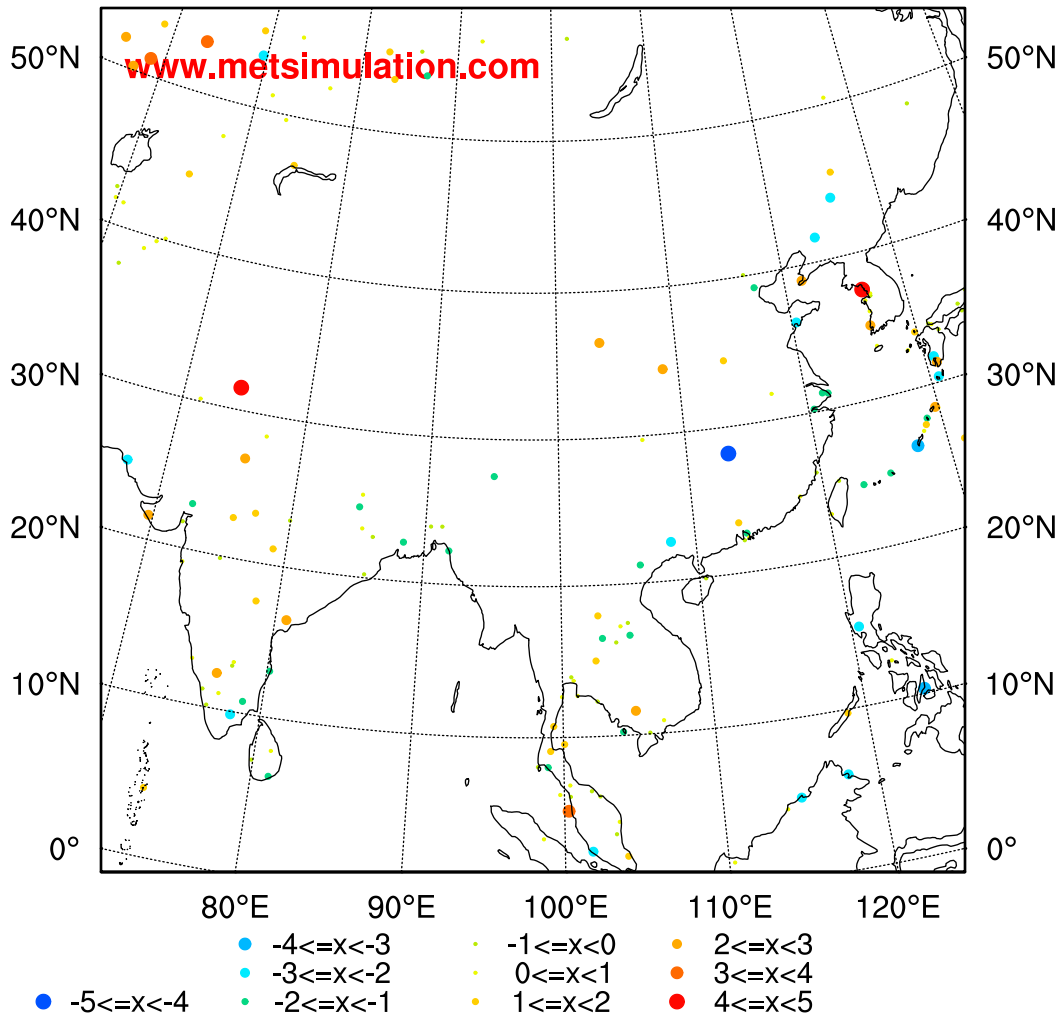 50°N 50°N
www.metsimulation.com
40°N 40°N
30°N 30°N
20°N 20°N
10°N 10°N
0° 0°
80°E 90°E 100°E 110°E 120°E
-4<=x<-3 -1<=x<0 2<=x<3
-3<=x<-2 0<=x<1 3<=x<4
-5<=x<-4 -2<=x<-1 1<=x<2 4<=x<5